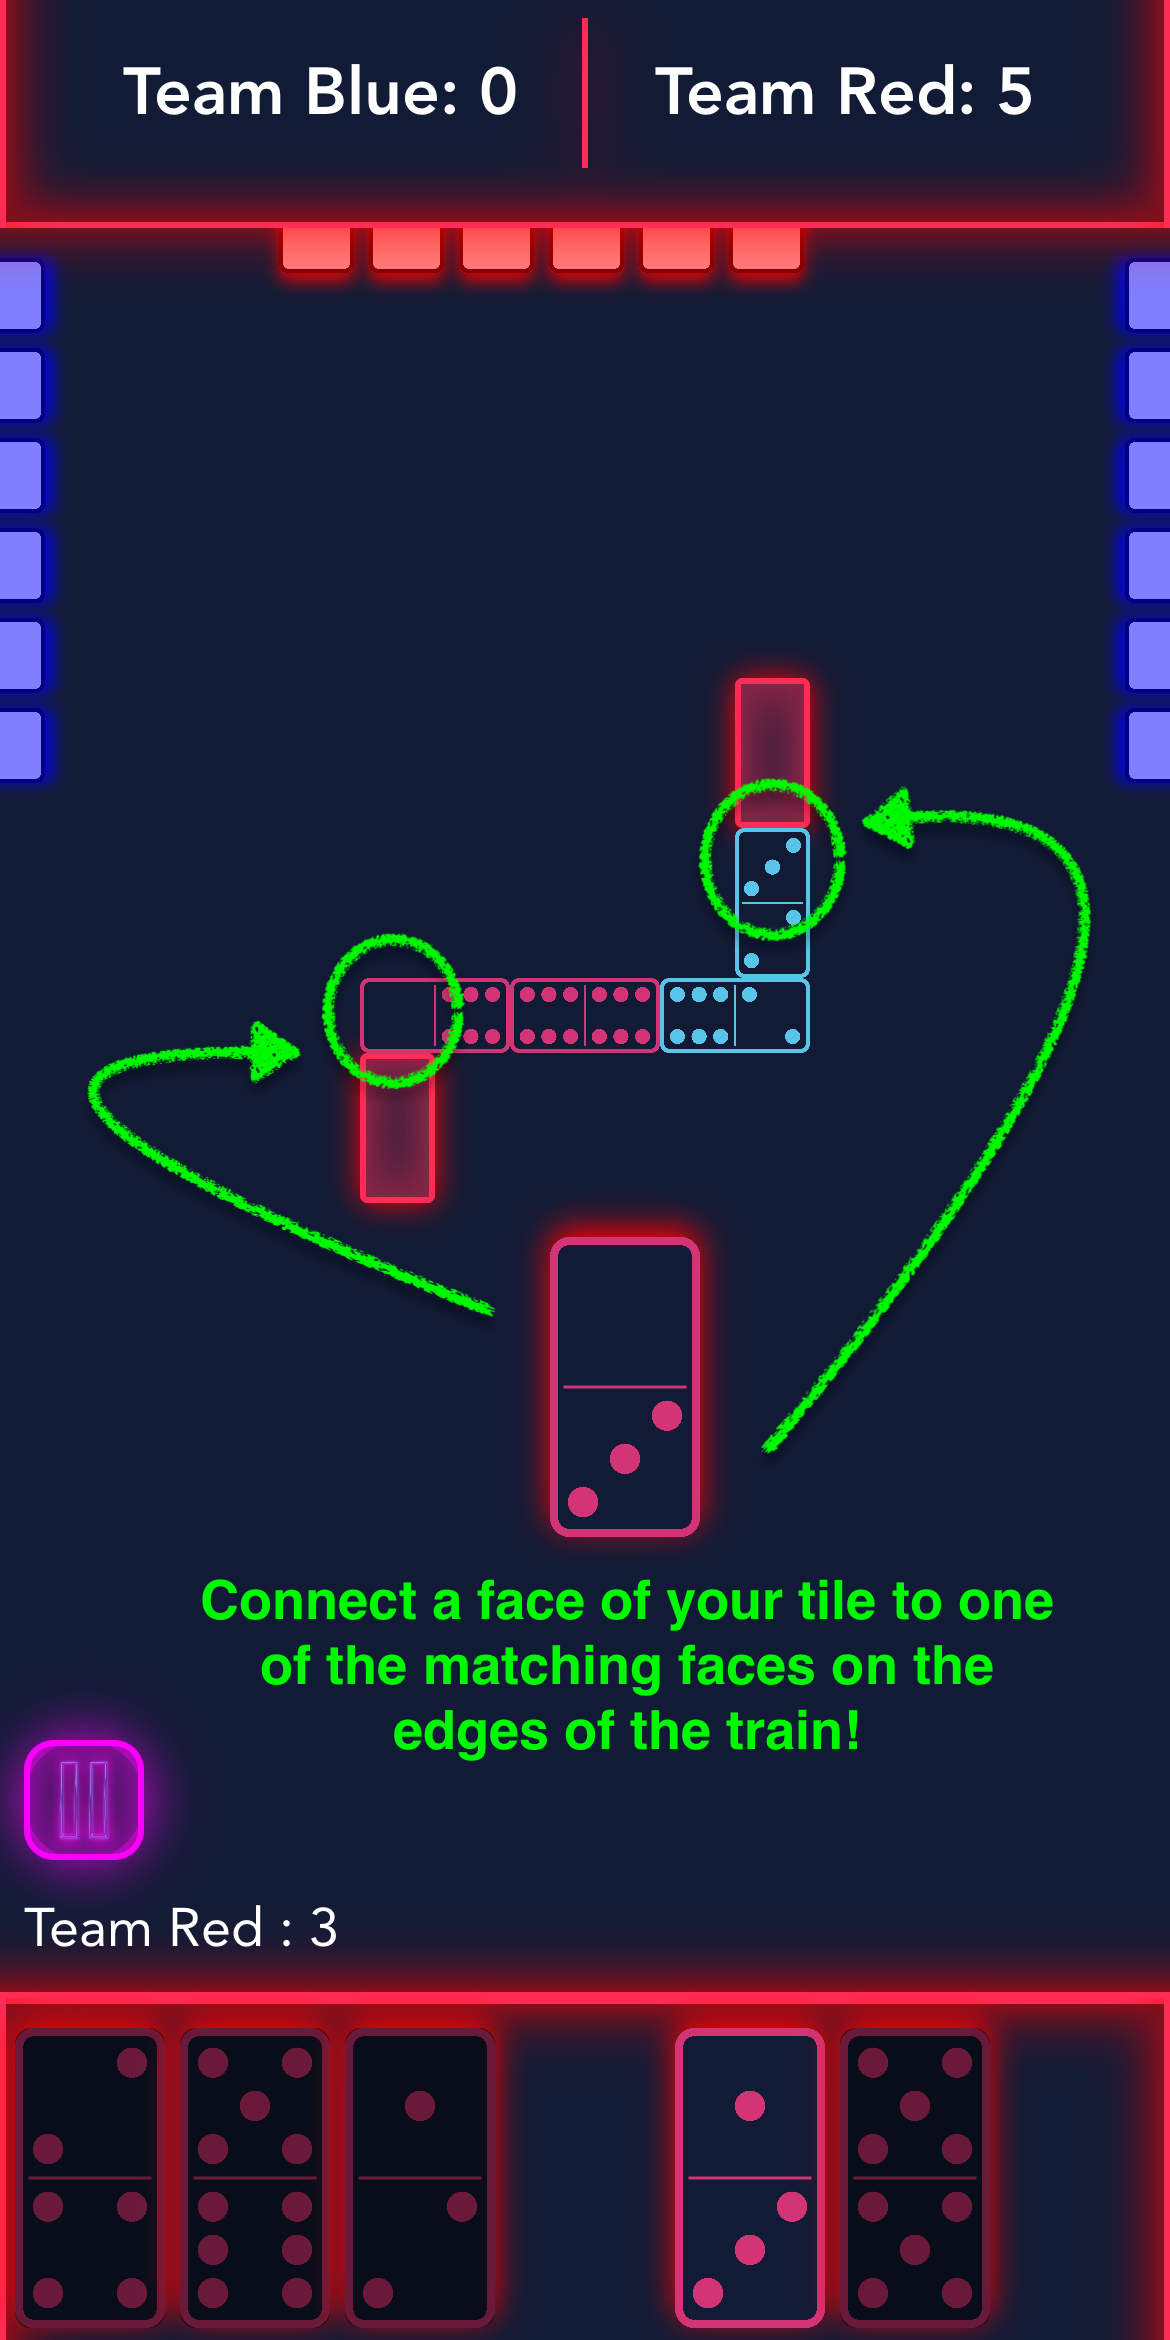 Team Blue: 0
Team Red: 5
Connect a face of your tile to one
of the matching faces on the
edges of the train!
Team Red : 3